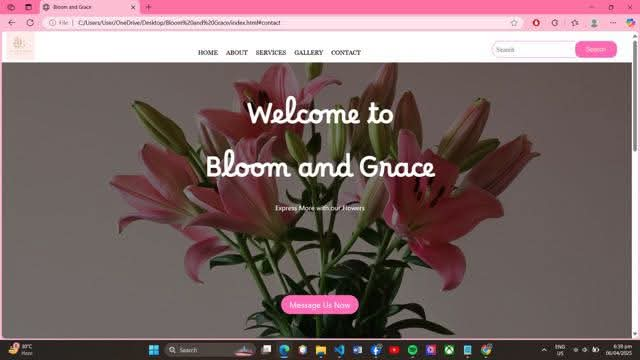 Bloom and Grace
File
C:/Users/User/OneDrive/Desktop/Bloom%20and%20Grace/index.html#contact
HOME ABOUT SERVICES GALLERY CONTACT
Search Search
Welcome to
Bloom and Grace
Express More with our Flowers
Message Us Now
33°C
Haze
Search
ENG
US
6:38 pm
06/04/2025